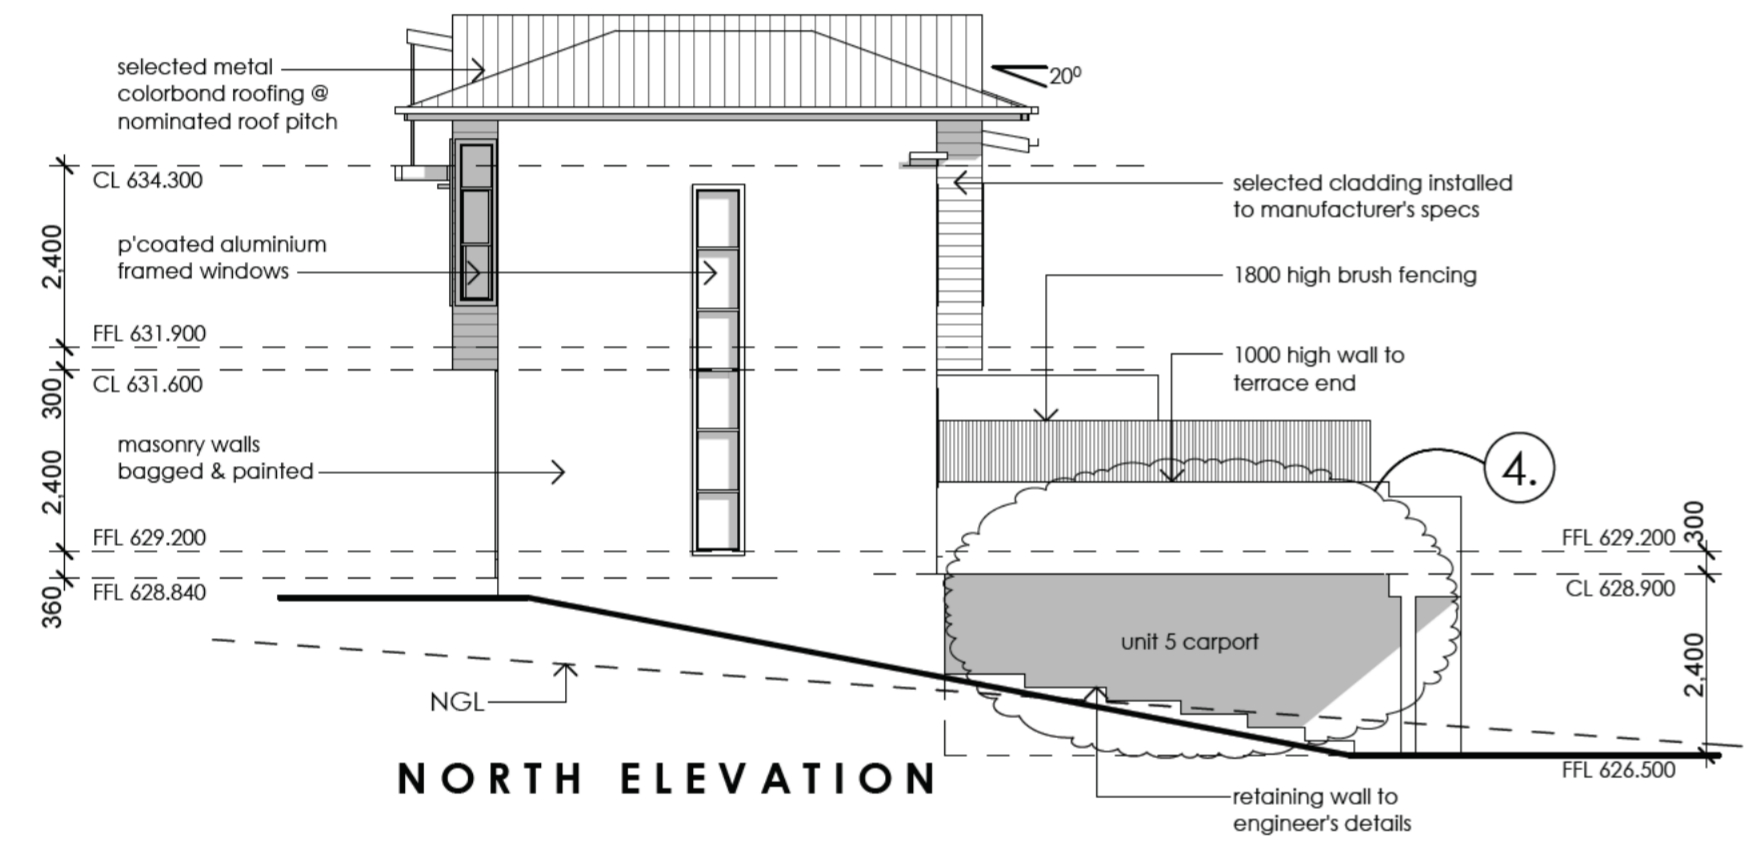 selected metal
colorbond roofing @
nominated roof pitch
20⁰
CL 634.300
selected cladding installed
to manufacturer's specs
p'coated aluminium
framed windows
2,400
1800 high brush fencing
FFL 631.900
1000 high wall to
terrace end
CL 631.600
300
masonry walls
bagged & painted
4.
2,400
FFL 629.200
FFL 629.200
300
FFL 628.840
360
CL 628.900
unit 5 carport
2,400
NGL
FFL 626.500
NORTH ELEVATION
retaining wall to
engineer's details